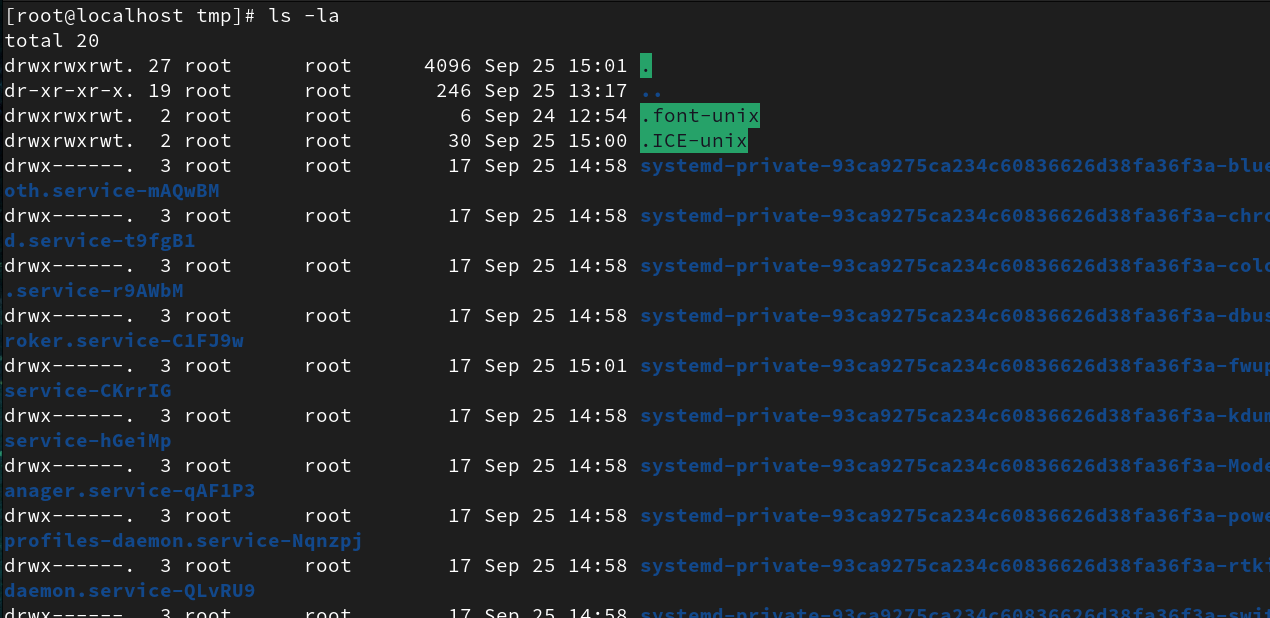 [root@localhost tmp]# ls -la
total 20
drwxrwxrwt. 27 root      root      4096 Sep 25 15:01 .
dr-xr-xr-x. 19 root      root       246 Sep 25 13:17 ..
drwxrwxrwt.  2 root      root         6 Sep 24 12:54 .font-unix
drwxrwxrwt.  2 root      root        30 Sep 25 15:00 .ICE-unix
drwx------.  3 root      root        17 Sep 25 14:58 systemd-private-93ca9275ca234c60836626d38fa36f3a-blue
oth.service-mAQwBM
drwx------.  3 root      root        17 Sep 25 14:58 systemd-private-93ca9275ca234c60836626d38fa36f3a-chro
d.service-t9fgB1
drwx------.  3 root      root        17 Sep 25 14:58 systemd-private-93ca9275ca234c60836626d38fa36f3a-colo
.service-r9AWbM
drwx------.  3 root      root        17 Sep 25 14:58 systemd-private-93ca9275ca234c60836626d38fa36f3a-dbus
roker.service-C1FJ9w
drwx------.  3 root      root        17 Sep 25 15:01 systemd-private-93ca9275ca234c60836626d38fa36f3a-fwup
service-CKrrIG
drwx------.  3 root      root        17 Sep 25 14:58 systemd-private-93ca9275ca234c60836626d38fa36f3a-kdum
service-hGeiMp
drwx------.  3 root      root        17 Sep 25 14:58 systemd-private-93ca9275ca234c60836626d38fa36f3a-Mode
anager.service-qAF1P3
drwx------.  3 root      root        17 Sep 25 14:58 systemd-private-93ca9275ca234c60836626d38fa36f3a-powe
profiles-daemon.service-Nqnzpj
drwx------.  3 root      root        17 Sep 25 14:58 systemd-private-93ca9275ca234c60836626d38fa36f3a-rtki
daemon.service-QLvRU9
drwx------.  3 root      root        17 Sep 25 14:58 systemd-private-93ca9275ca234c60836626d38fa36f3a-swit